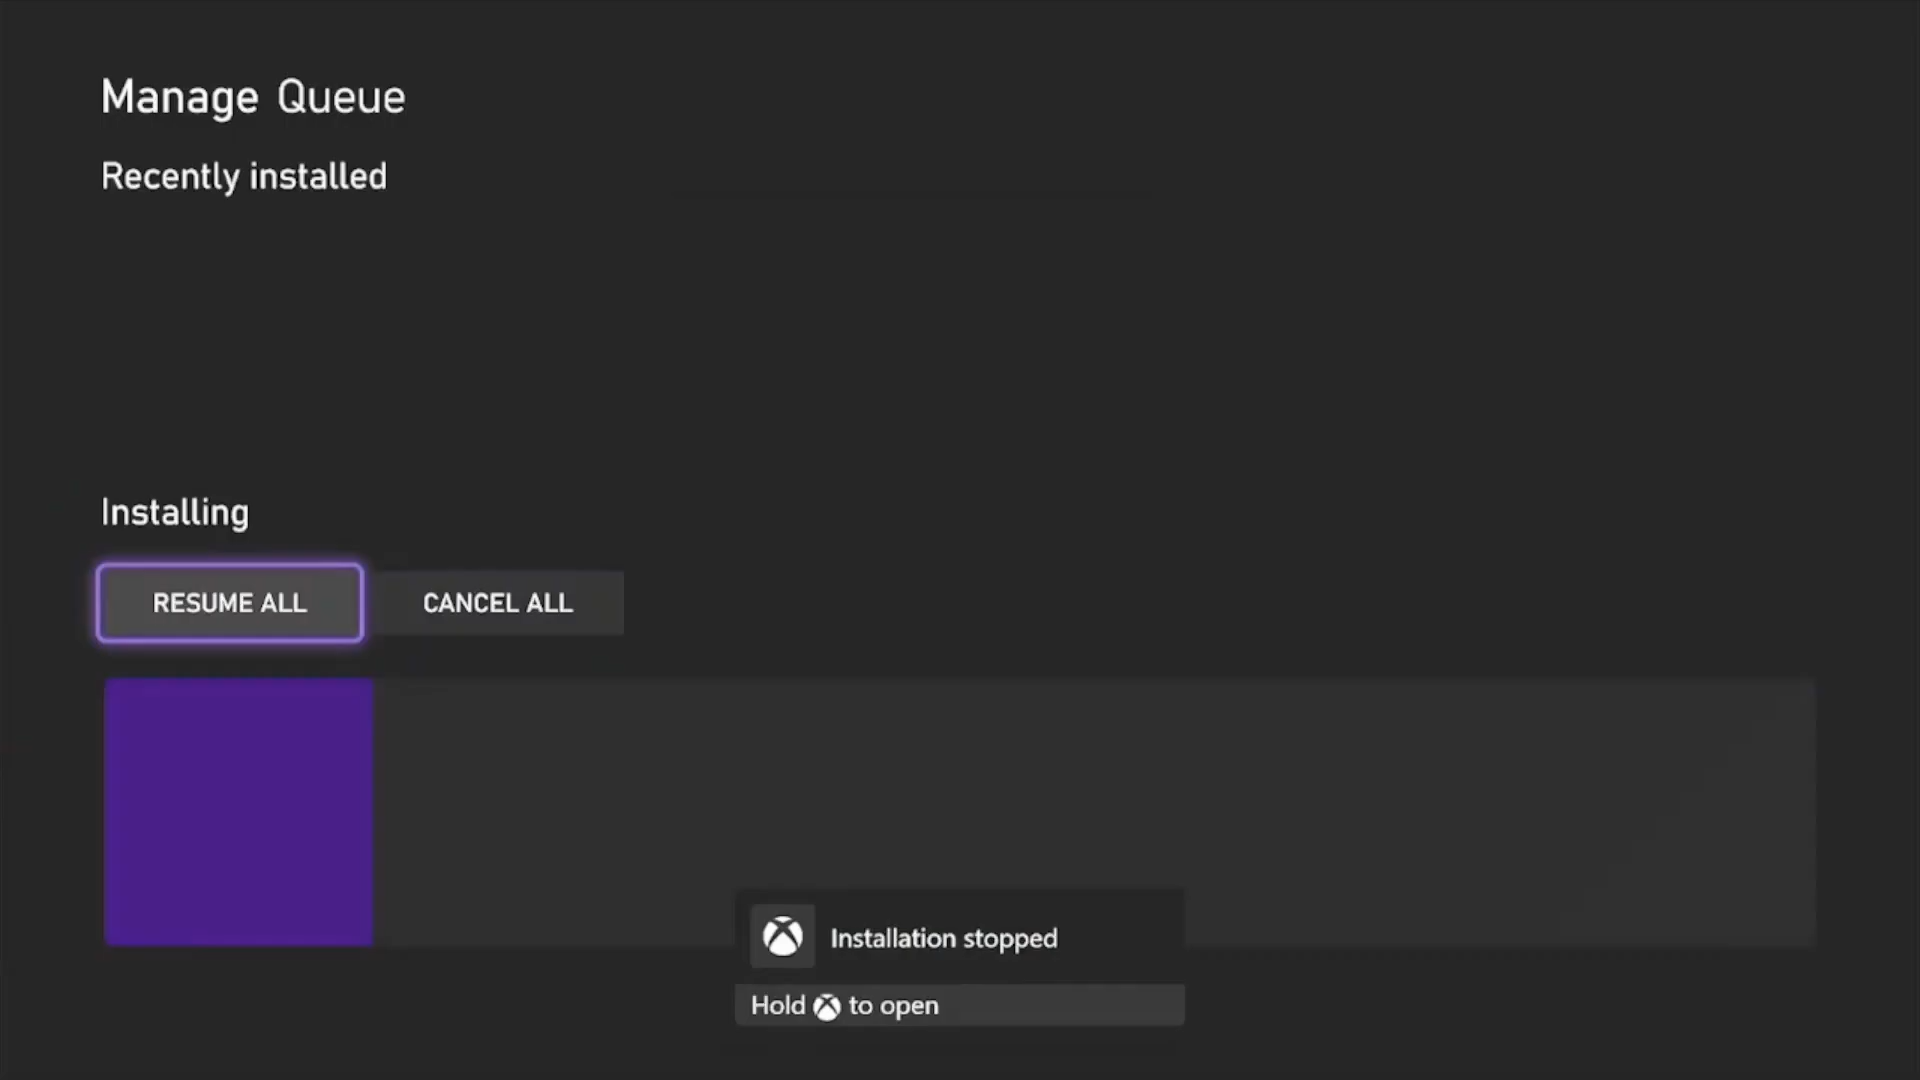 Manage Queue
Recently installed
Installing
RESUME ALL CANCEL ALL
Installation stopped
Hold to open